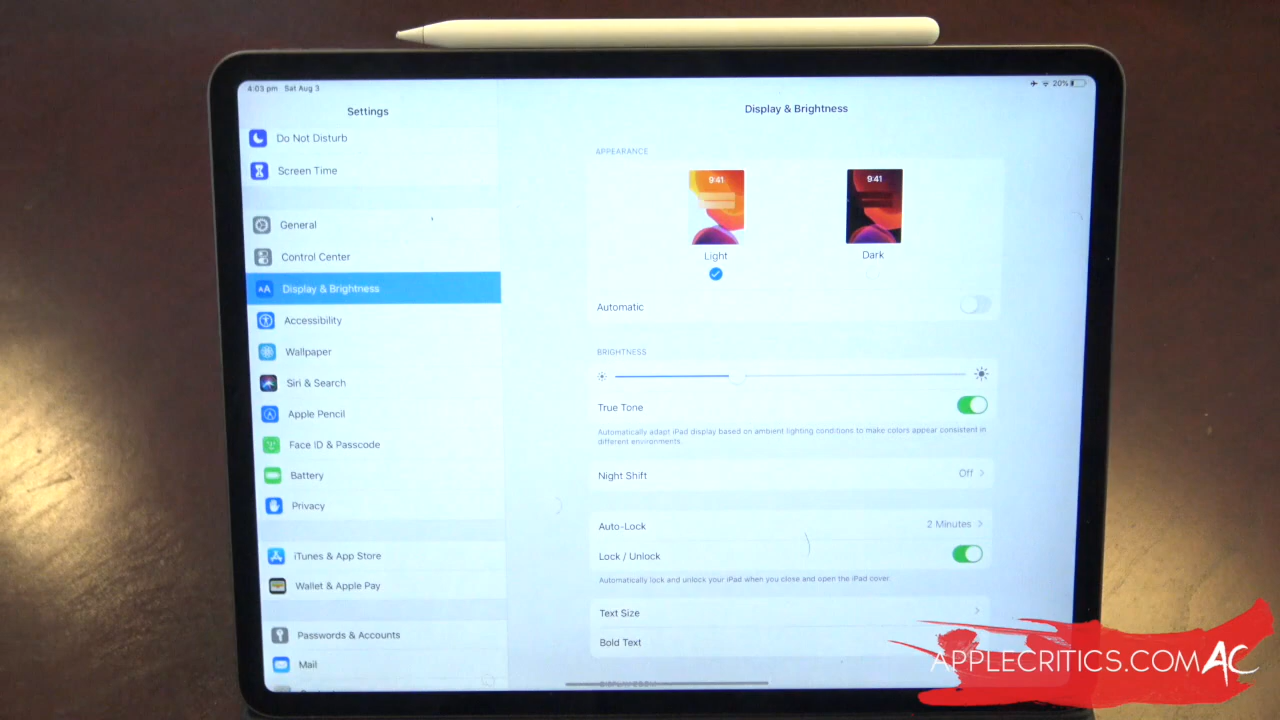 4:03 pm Sat Aug 3
20%
Settings
Do Not Disturb
Screen Time
General
Control Center
AA Display & Brightness
Accessibility
Wallpaper
Siri & Search
Apple Pencil
Face ID & Passcode
Battery
Privacy
iTunes & App Store
Wallet & Apple Pay
Passwords & Accounts
Mail
Display & Brightness
APPEARANCE
9:41
9:41
Light
Dark
Automatic
BRIGHTNESS
True Tone
Automatically adapt iPad display based on ambient lighting conditions to make colors appear consistent in
different environments.
Night Shift Off
Auto-Lock 2 Minutes
Lock / Unlock
Automatically lock and unlock your iPad when you close and open the iPad cover.
Text Size
Bold Text
APPLECRITICS.COM AC